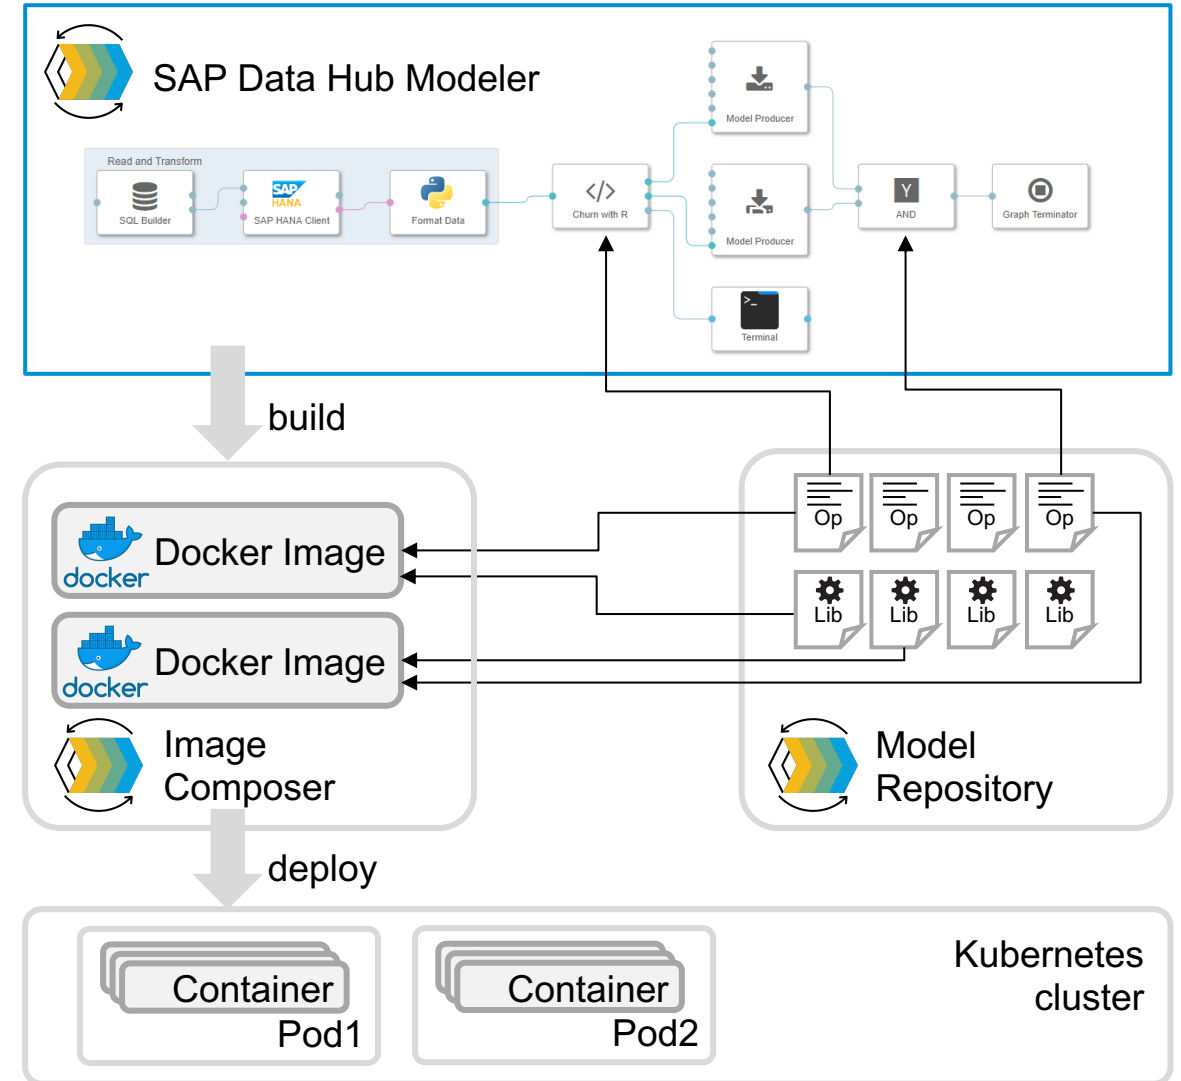 SAP Data Hub Modeler
Read and Transform
SQL Builder
SAP
HANA
SAP HANA Client
Format Data
</>
Churn with R
Model Producer
Model Producer
>_
Terminal
Y
AND
Graph Terminator
build
docker
Docker Image
docker
Docker Image
Image
Composer
Op
Op
Op
Op
Lib
Lib
Lib
Lib
Model
Repository
deploy
Container
Pod1
Container
Pod2
Kubernetes
cluster